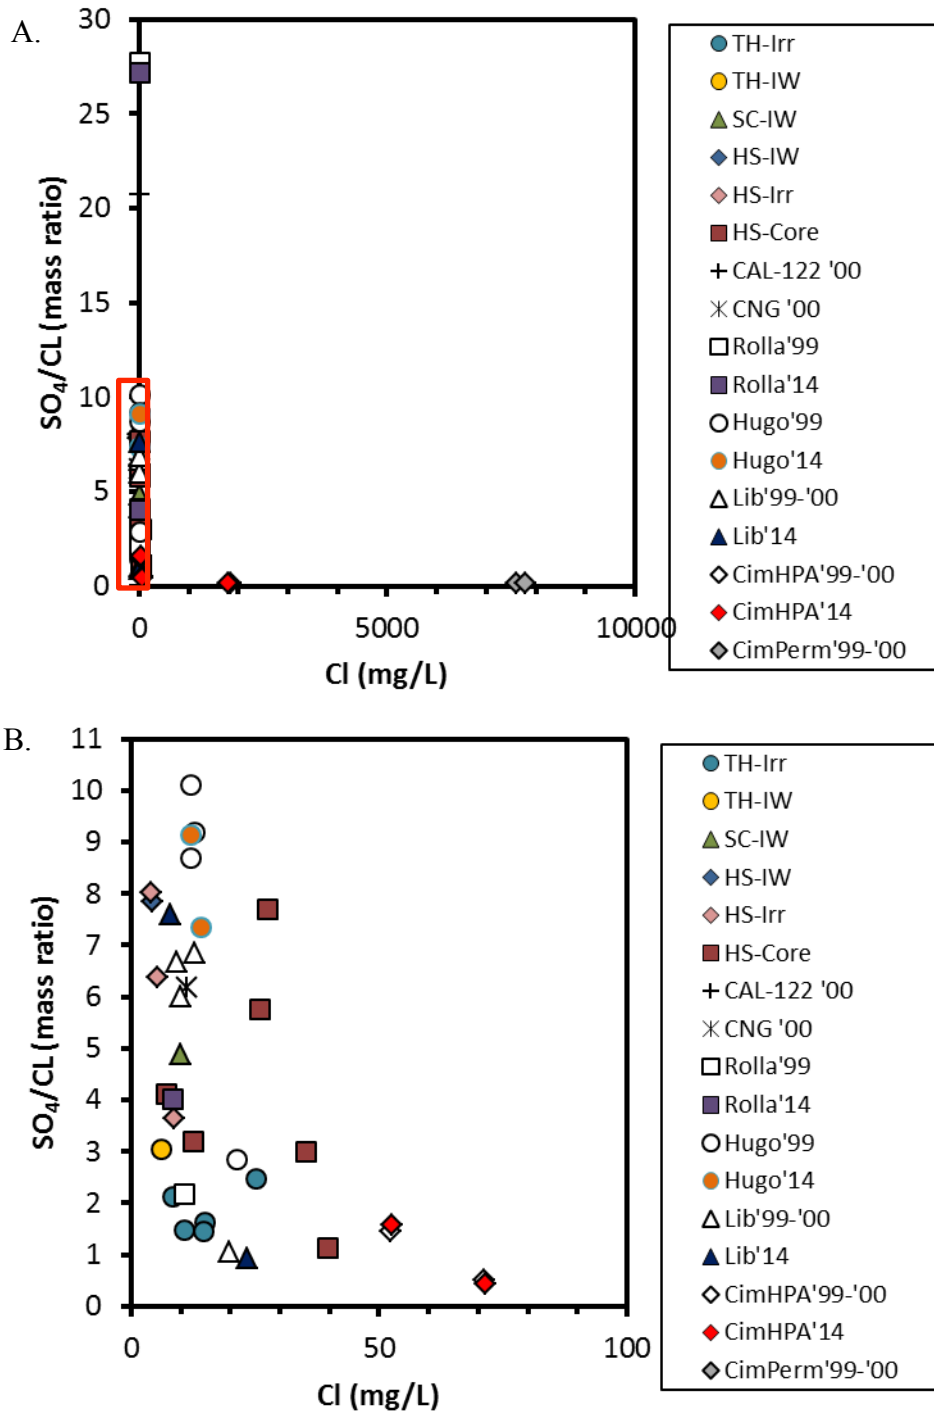 A.
30
25
20
15
10
5
0
SO₄/CL (mass ratio)
0
5000
10000
Cl (mg/L)
TH-Irr
TH-IW
SC-IW
HS-IW
HS-Irr
HS-Core
CAL-122 '00
CNG '00
Rolla'99
Rolla'14
Hugo'99
Hugo'14
Lib'99-'00
Lib'14
CimHPA'99-'00
CimHPA'14
CimPerm'99-'00
B.
11
10
9
8
7
6
5
4
3
2
1
0
SO₄/CL (mass ratio)
0
50
100
Cl (mg/L)
TH-Irr
TH-IW
SC-IW
HS-IW
HS-Irr
HS-Core
CAL-122 '00
CNG '00
Rolla'99
Rolla'14
Hugo'99
Hugo'14
Lib'99-'00
Lib'14
CimHPA'99-'00
CimHPA'14
CimPerm'99-'00